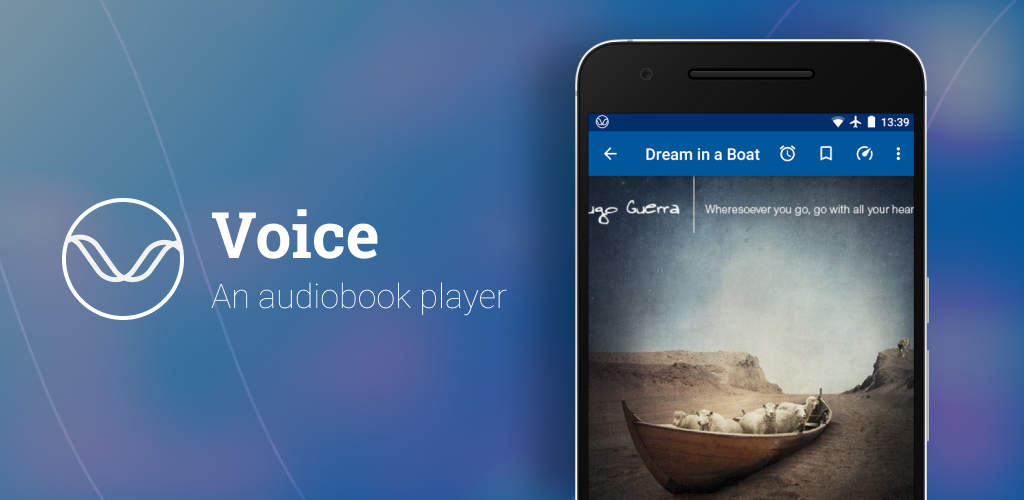 Voice
An audiobook player
13:39
Dream in a Boat
ugo Guerra
Wheresoever you go, go with all your hear